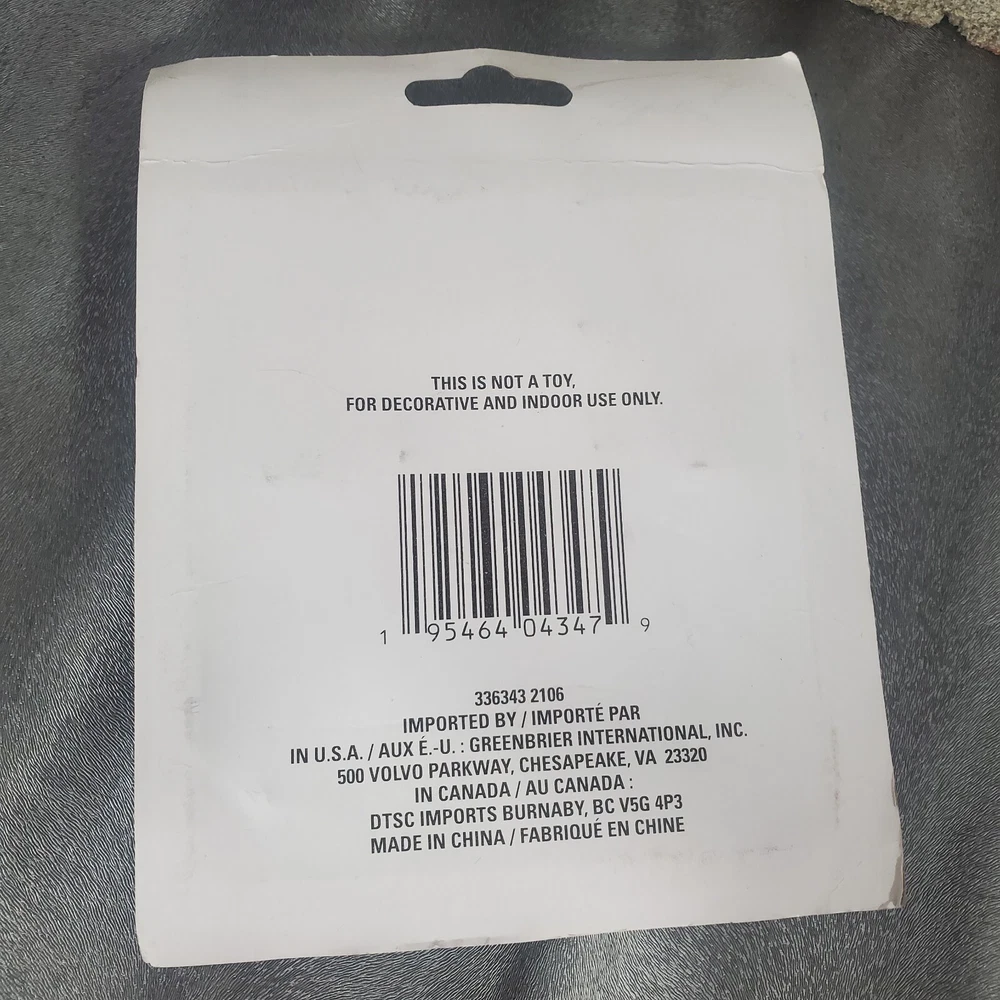 THIS IS NOT A TOY,
FOR DECORATIVE AND INDOOR USE ONLY.
1 95464 04347 9
336343 2106
IMPORTED BY / IMPORTÉ PAR
IN U.S.A. / AUX É.-U. : GREENBRIER INTERNATIONAL, INC.
500 VOLVO PARKWAY, CHESAPEAKE, VA 23320
IN CANADA / AU CANADA :
DTSC IMPORTS BURNABY, BC V5G 4P3
MADE IN CHINA / FABRIQUÉ EN CHINE